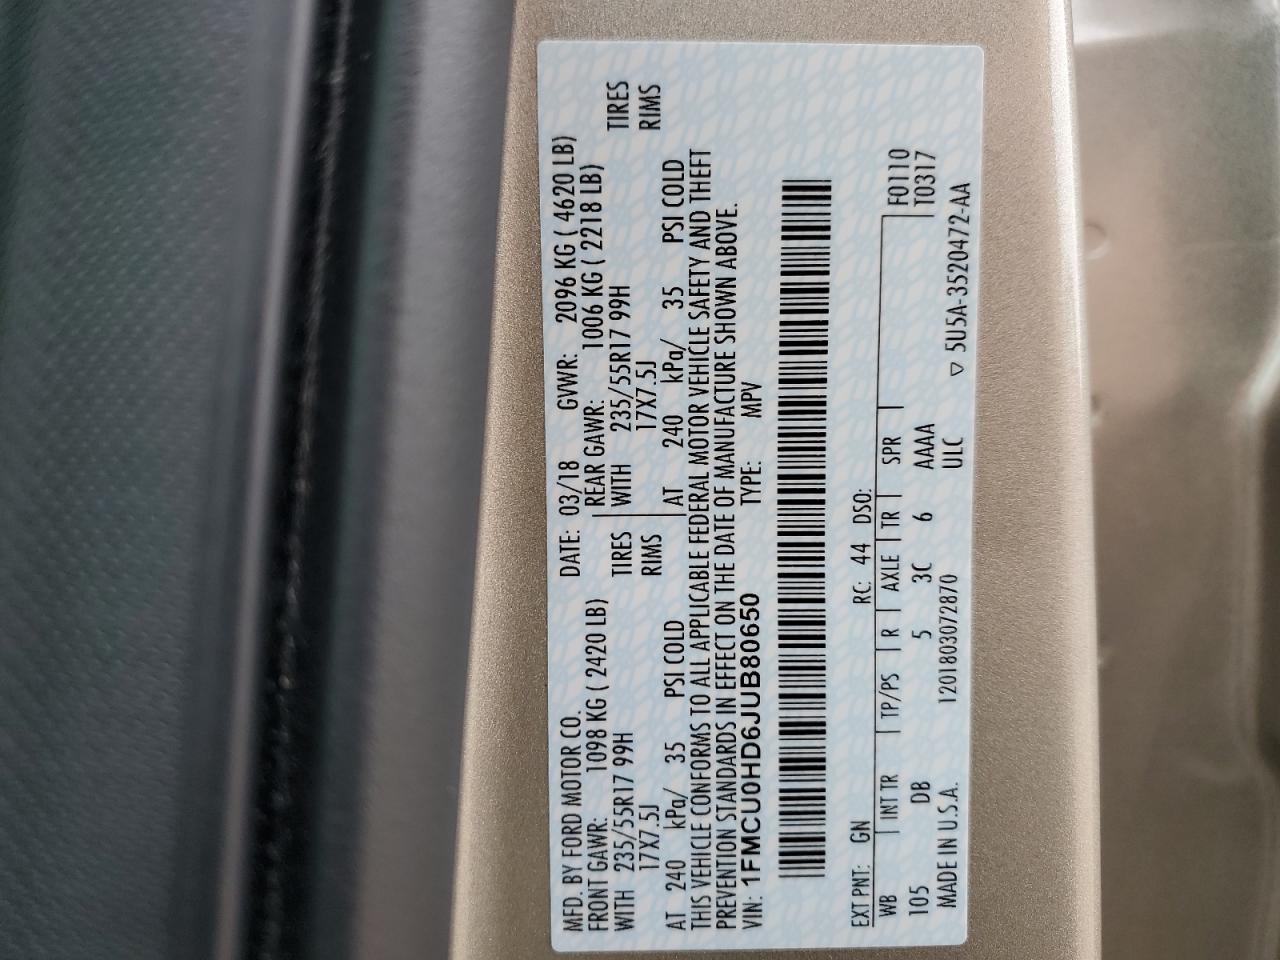 MFD. BY FORD MOTOR CO. DATE: 03/18 GVWR: 2096 KG ( 4620 LB)
FRONT GAWR: 1098 KG ( 2420 LB) REAR GAWR: 1006 KG ( 2218 LB)
WITH 235/55R17 99H TIRES WITH 235/55R17 99H TIRES
17X7.5J RIMS 17X7.5J RIMS
AT 240 kPa/ 35 PSI COLD AT 240 kPa/ 35 PSI COLD
THIS VEHICLE CONFORMS TO ALL APPLICABLE FEDERAL MOTOR VEHICLE SAFETY AND THEFT
PREVENTION STANDARDS IN EFFECT ON THE DATE OF MANUFACTURE SHOWN ABOVE.
VIN: 1FMCU0HD6JUB80650 TYPE: MPV
EXT PNT: GN RC: 44 DSO: F0110
WB INT TR TP/PS R AXLE TR SPR T0317
105 DB 5 3C 6 AAAA
MADE IN U.S.A. 1201803072870 ULC ▽ 5U5A-3520472-AA